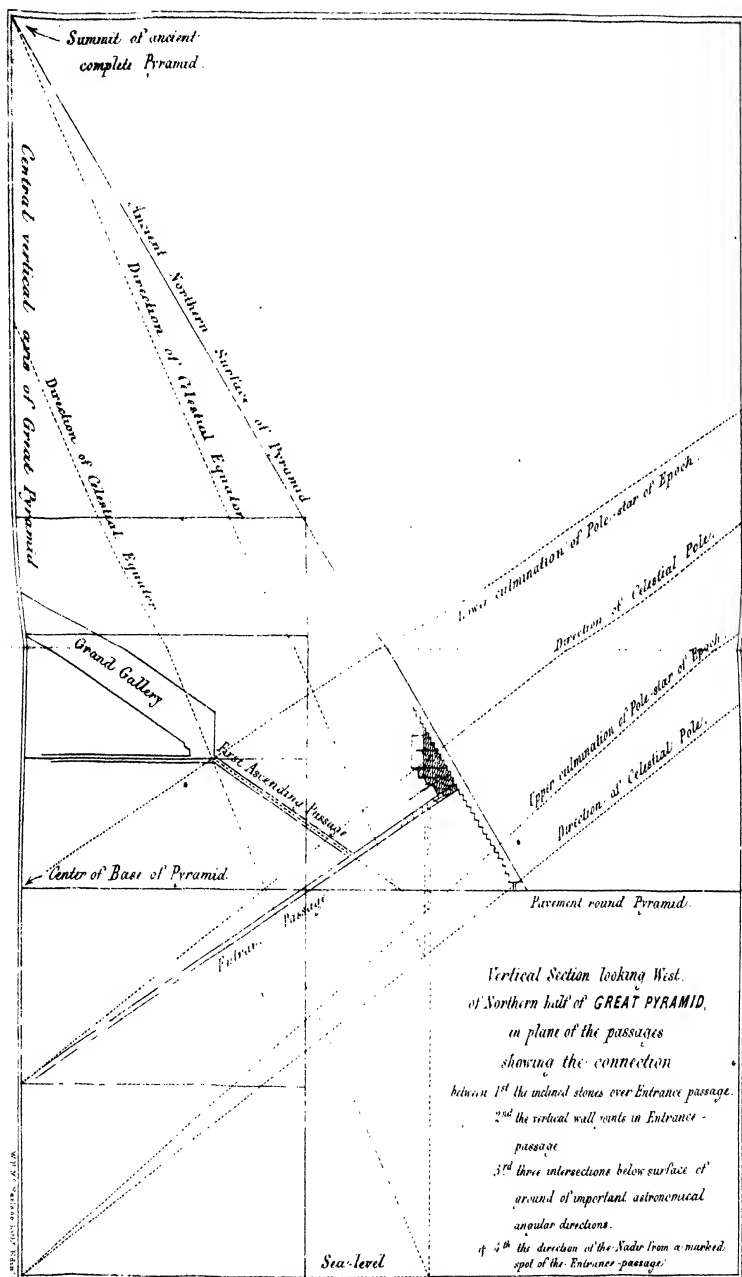 Summit of ancient
complete Pyramid.
Central vertical axis of Great Pyramid
Ancient Northern Surface of Pyramid
Direction of Celestial Equator
Direction of Celestial Equator
Lower culmination of Pole-star of Epoch.
Direction of Celestial Pole.
Grand Gallery
First Ascending Passage
Upper culmination of Pole-star of Epoch
Direction of Celestial Pole.
Center of Base of Pyramid.
Pavement round Pyramid.
Passage
Vertical Section looking West.
of Northern half of GREAT PYRAMID,
in plane of the passages
showing the connection
between 1st the inclined stones over Entrance passage.
2nd the vertical wall joints in Entrance-
passage
3rd three intersections below surface of
ground of important astronomical
angular directions.
& 4th the direction of the Nadir from a marked
spot of the Entrance-passage.
Sea-level